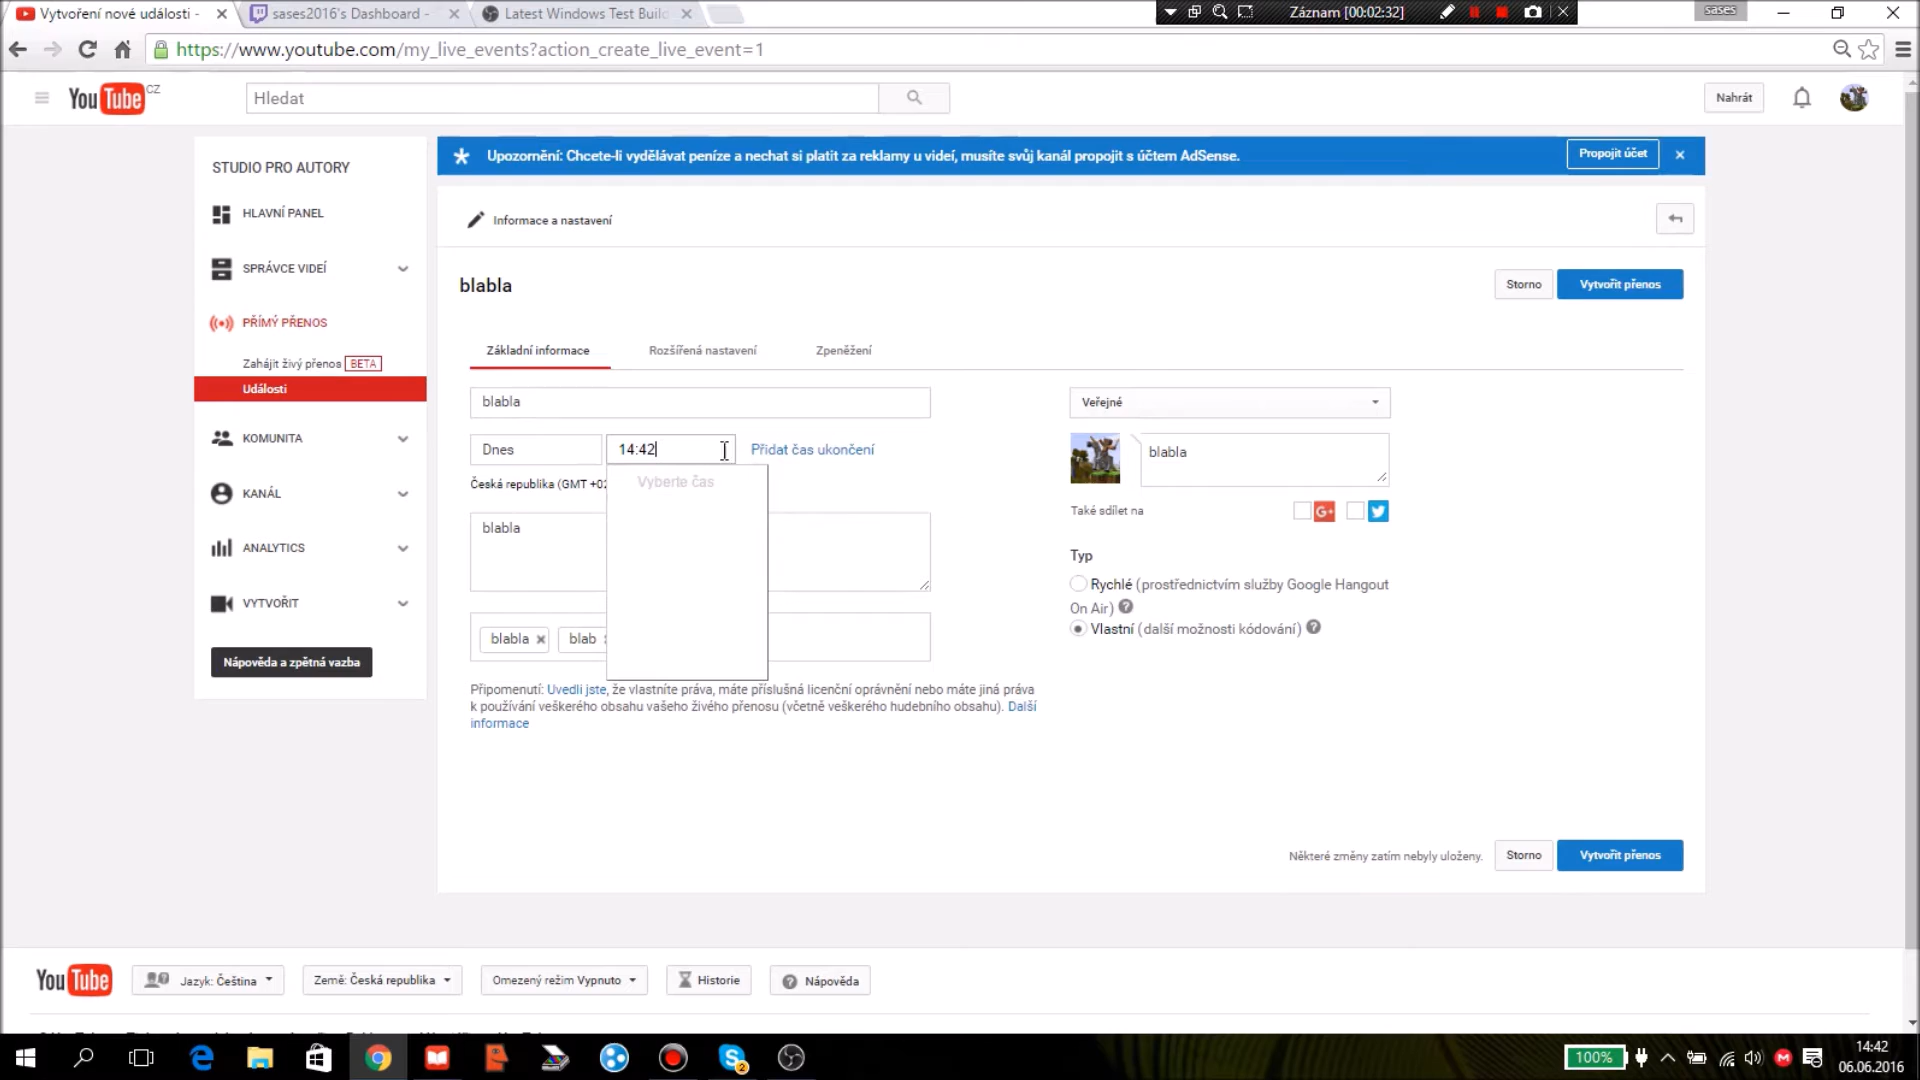 Vytvoření nové události -
sases2016's Dashboard -
Latest Windows Test Build
Záznam [00:02:32]
sases
https://www.youtube.com/my_live_events?action_create_live_event=1
YouTube CZ
Hledat
Nahrát
STUDIO PRO AUTORY
HLAVNÍ PANEL
SPRÁVCE VIDEÍ
PŘÍMÝ PŘENOS
Zahájit živý přenos BETA
Události
KOMUNITA
KANÁL
ANALYTICS
VYTVOŘIT
Nápověda a zpětná vazba
Upozornění: Chcete-li vydělávat peníze a nechat si platit za reklamy u videí, musíte svůj kanál propojit s účtem AdSense.
Propojit účet
Informace a nastavení
blabla
Storno
Vytvořit přenos
Základní informace
Rozšířená nastavení
Zpeněžení
blabla
Dnes
14:42
Přidat čas ukončení
Česká republika (GMT +02
Vyberte čas
blabla
blabla
blab
Připomenutí: Uvedli jste, že vlastníte práva, máte příslušná licenční oprávnění nebo máte jiná práva
k používání veškerého obsahu vašeho živého přenosu (včetně veškerého hudebního obsahu). Další
informace
Veřejné
blabla
Také sdílet na
G+
Typ
Rychlé (prostřednictvím služby Google Hangout
On Air)
Vlastní (další možnosti kódování)
Některé změny zatím nebyly uloženy.
Storno
Vytvořit přenos
YouTube
Jazyk: Čeština
Země: Česká republika
Omezený režim Vypnuto
Historie
Nápověda
100%
14:42
06.06.2016